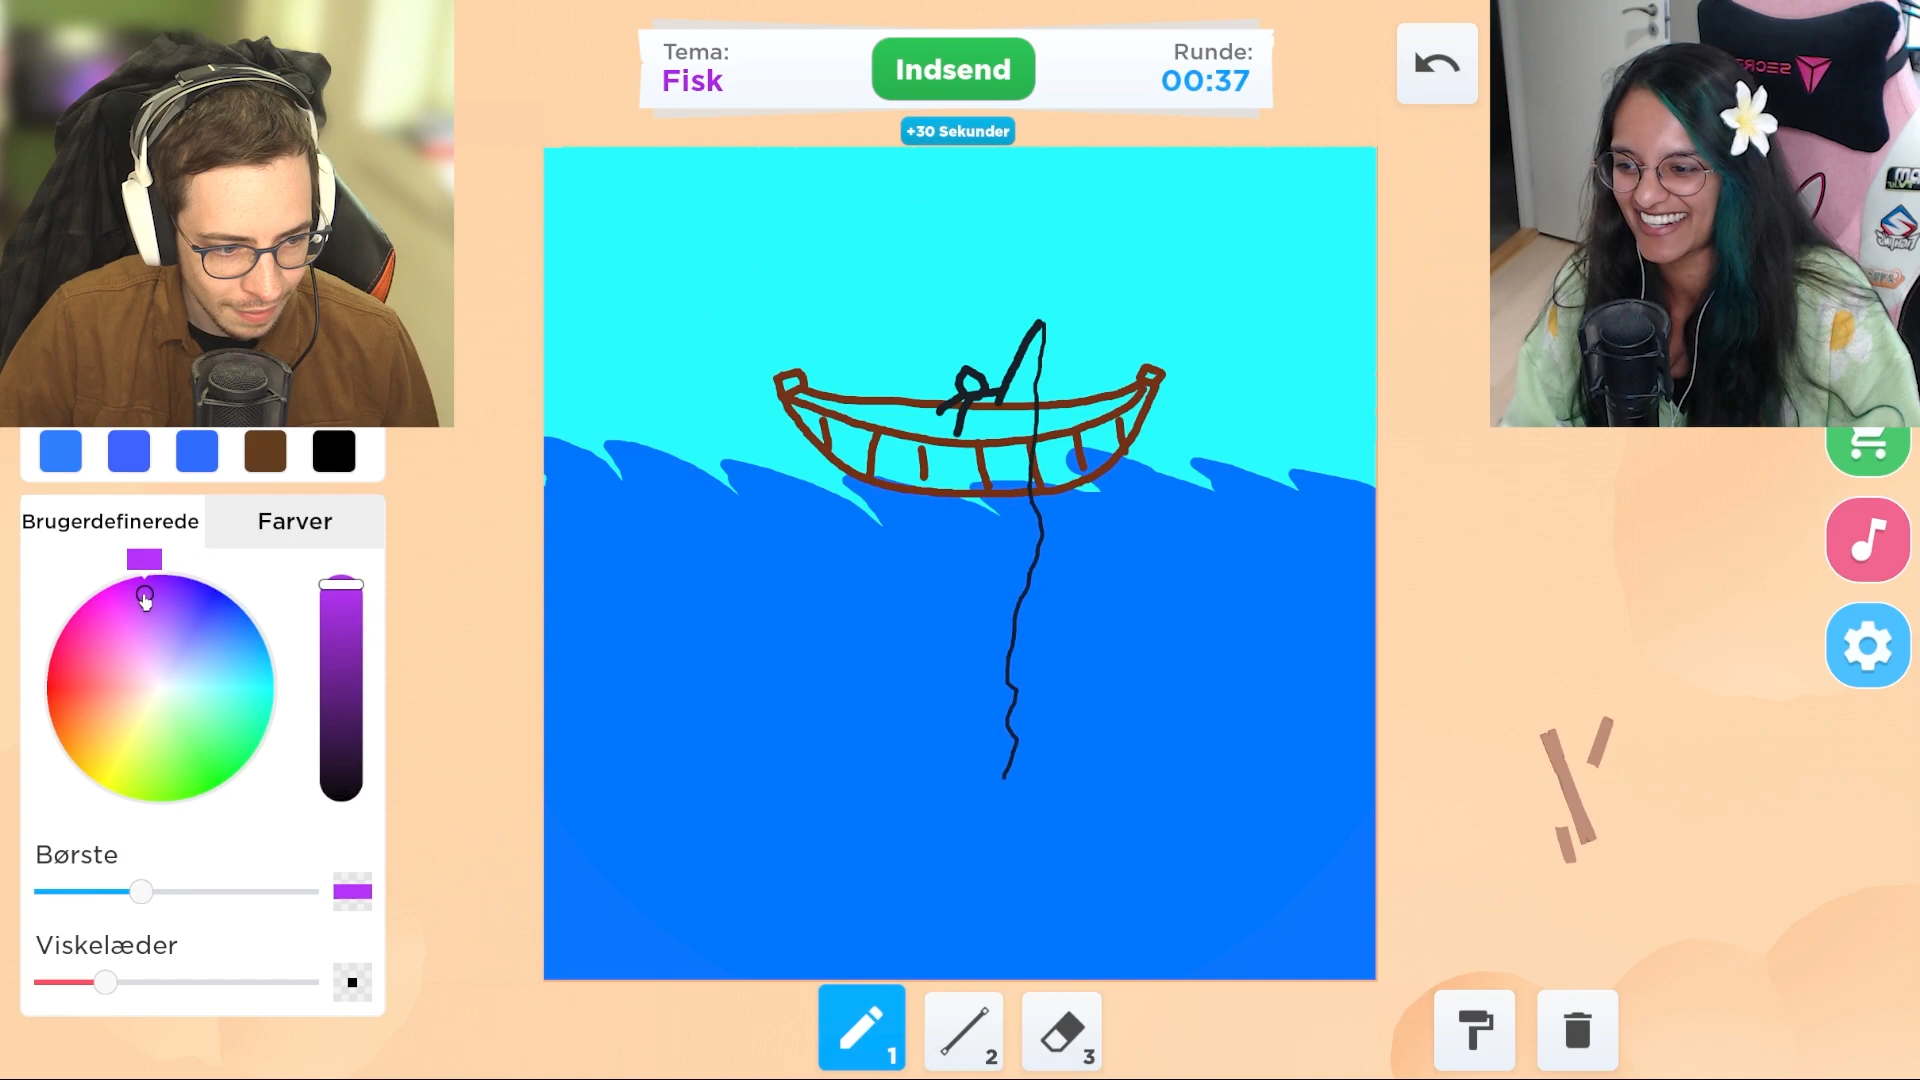 Tema:
Fisk
Indsend
Runde:
00:37
+30 Sekunder
Brugerdefinerede
Farver
Børste
Viskelæder
1
2
3